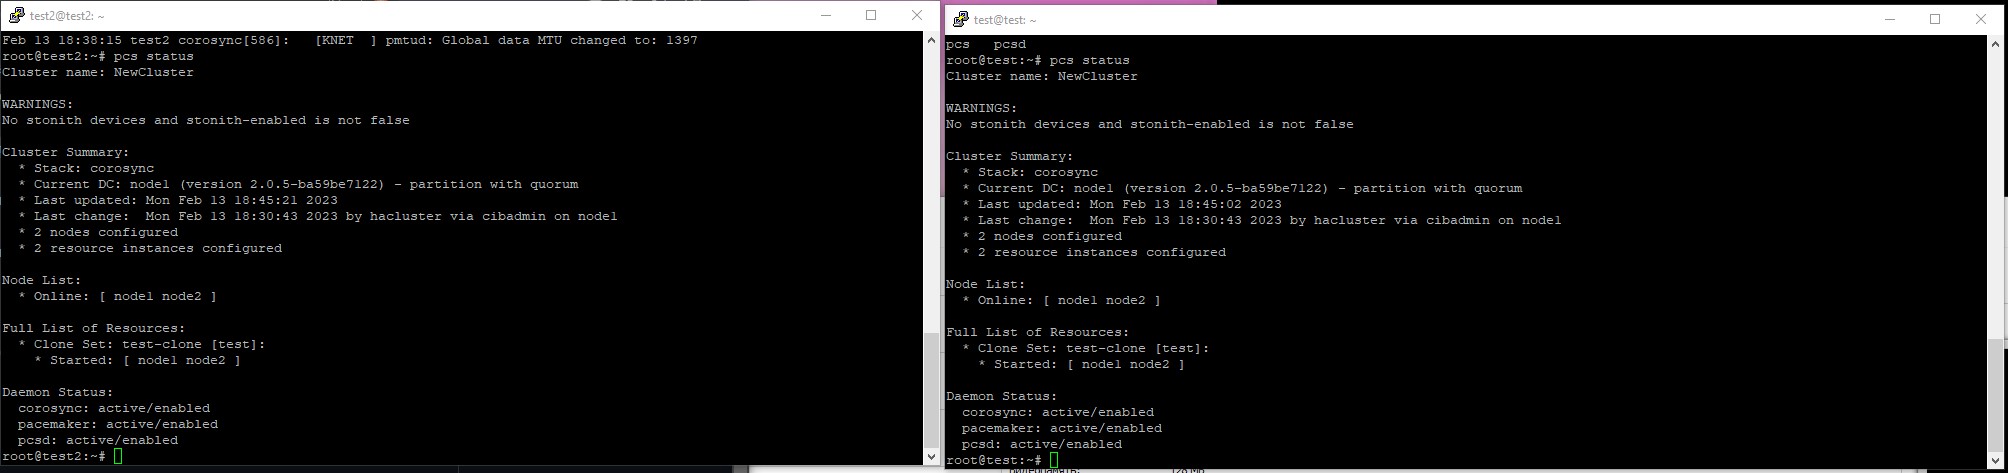 test2@test2: ~
Feb 13 18:38:15 test2 corosync[586]:   [KNET  ] pmtud: Global data MTU changed to: 1397
root@test2:~# pcs status
Cluster name: NewCluster
WARNINGS:
No stonith devices and stonith-enabled is not false
Cluster Summary:
  * Stack: corosync
  * Current DC: node1 (version 2.0.5-ba59be7122) - partition with quorum
  * Last updated: Mon Feb 13 18:45:21 2023
  * Last change:  Mon Feb 13 18:30:43 2023 by hacluster via cibadmin on node1
  * 2 nodes configured
  * 2 resource instances configured
Node List:
  * Online: [ node1 node2 ]
Full List of Resources:
  * Clone Set: test-clone [test]:
    * Started: [ node1 node2 ]
Daemon Status:
  corosync: active/enabled
  pacemaker: active/enabled
  pcsd: active/enabled
root@test2:~#
test@test: ~
pcs   pcsd
root@test:~# pcs status
Cluster name: NewCluster
WARNINGS:
No stonith devices and stonith-enabled is not false
Cluster Summary:
  * Stack: corosync
  * Current DC: node1 (version 2.0.5-ba59be7122) - partition with quorum
  * Last updated: Mon Feb 13 18:45:02 2023
  * Last change:  Mon Feb 13 18:30:43 2023 by hacluster via cibadmin on node1
  * 2 nodes configured
  * 2 resource instances configured
Node List:
  * Online: [ node1 node2 ]
Full List of Resources:
  * Clone Set: test-clone [test]:
    * Started: [ node1 node2 ]
Daemon Status:
  corosync: active/enabled
  pacemaker: active/enabled
  pcsd: active/enabled
root@test:~#